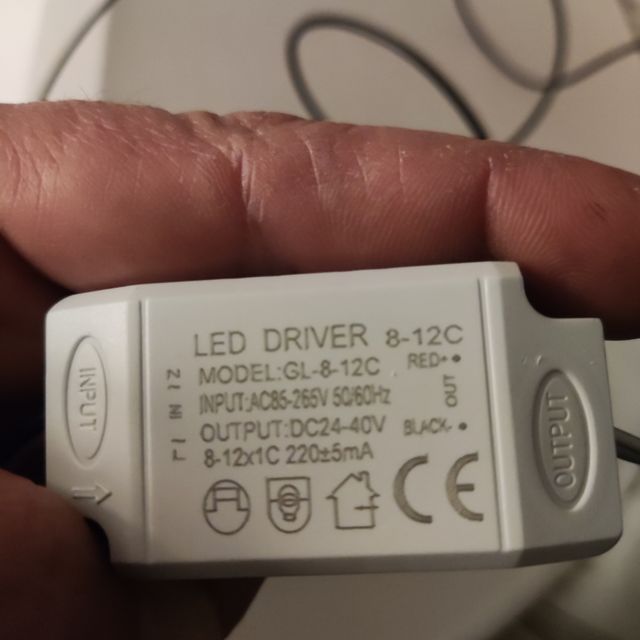 LED DRIVER 8-12C
MODEL:GL-8-12C RED+
INPUT:AC85-265V 50/60Hz
OUTPUT:DC24-40V BLACK-
8-12x1C 220±5mA
IN
OUT
CE
INPUT
OUTPUT